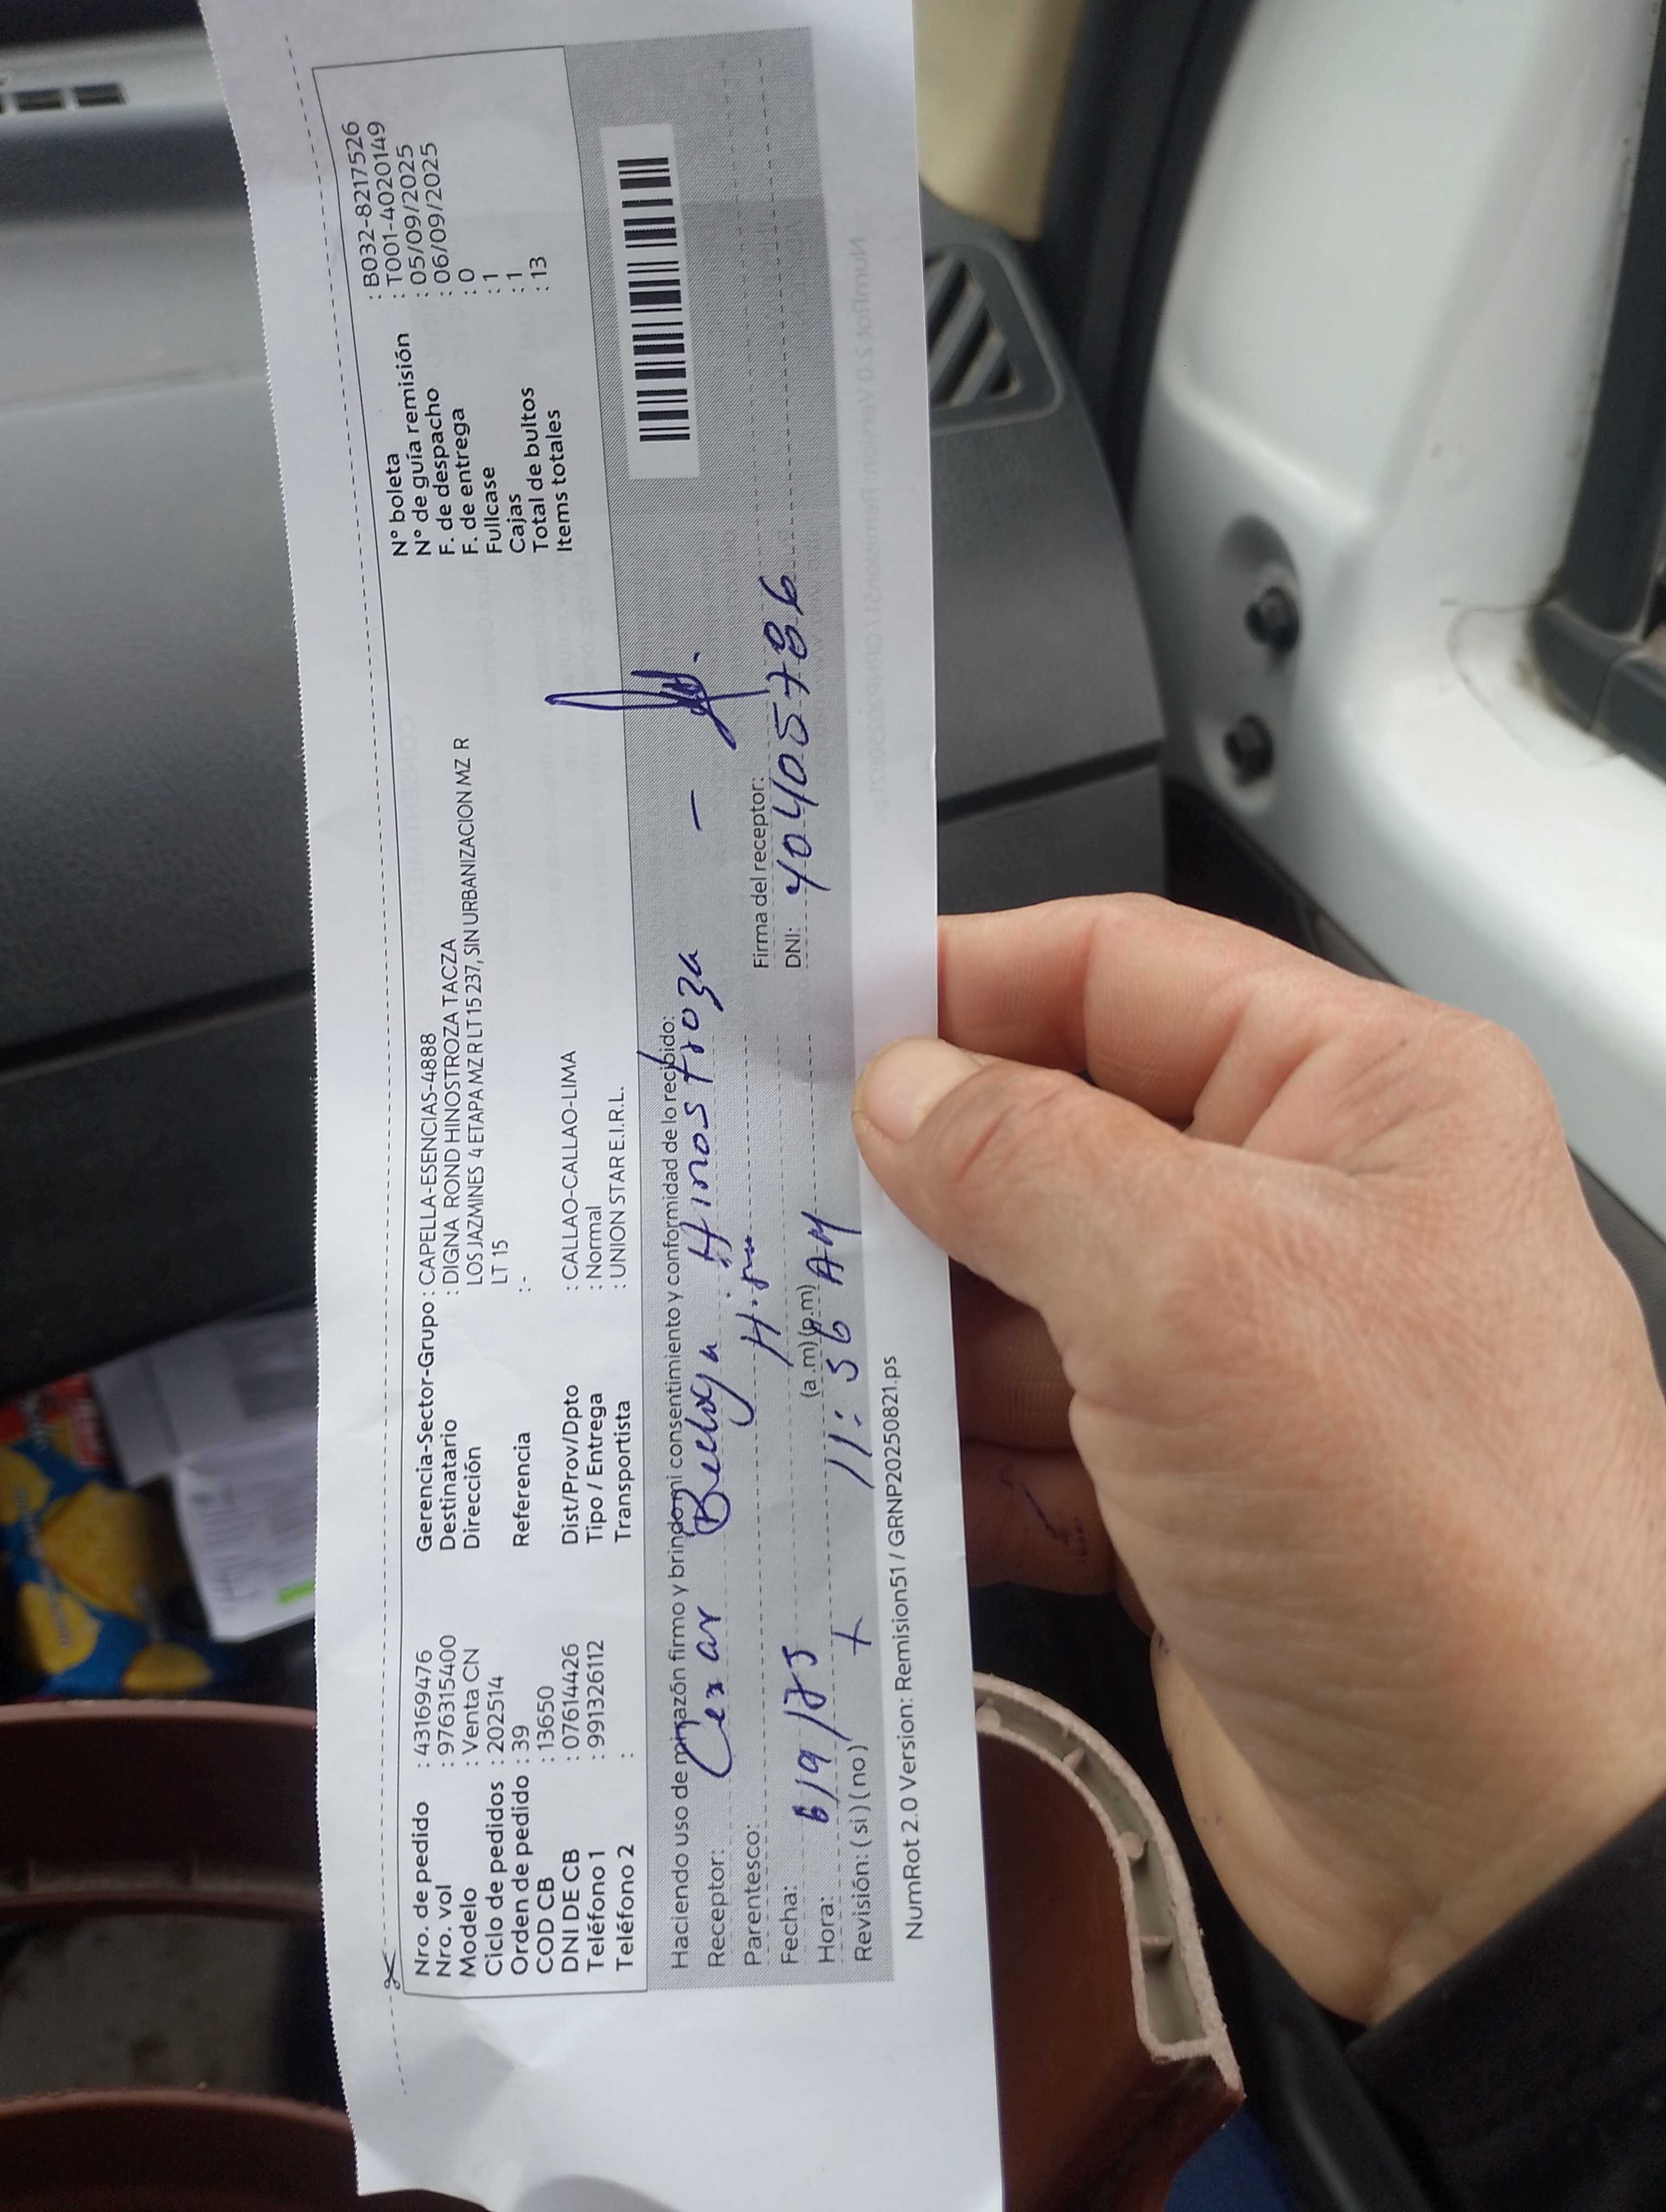 Nro. de pedido : 43169476
Nro. vol : 976315400
Modelo : Venta CN
Ciclo de pedidos : 202514
Orden de pedido : 39
COD CB : 13650
DNI DE CB : 07614426
Teléfono 1 : 991326112
Teléfono 2 :
Gerencia-Sector-Grupo : CAPELLA-ESENCIAS-4888
Destinatario : DIGNA ROND HINOSTROZA TACZA
Dirección LOS JAZMINES 4 ETAPA MZ R LT 15 237, SIN URBANIZACION MZ R
LT 15
Referencia : -
Dist/Prov/Dpto : CALLAO-CALLAO-LIMA
Tipo / Entrega : Normal
Transportista : UNION STAR E.I.R.L.
N° boleta : B032-8217526
N° de guía remisión : T001-4020149
F. de despacho : 05/09/2025
F. de entrega : 06/09/2025
Fullcase : 0
Cajas : 1
Total de bultos : 1
Items totales : 13
Haciendo uso de mi razón firmo y brindo mi consentimiento y conformidad de lo recibido:
Receptor: Cezar Hinostroza -
Parentesco: Firma del receptor:
Fecha: 6/9/25 DNI: 40405786
Hora: (a.m) (p.m) 11:56 AM
Revisión: (si) (no) +
NumRot 2.0 Version: Remision51 / GRNP20250821.ps